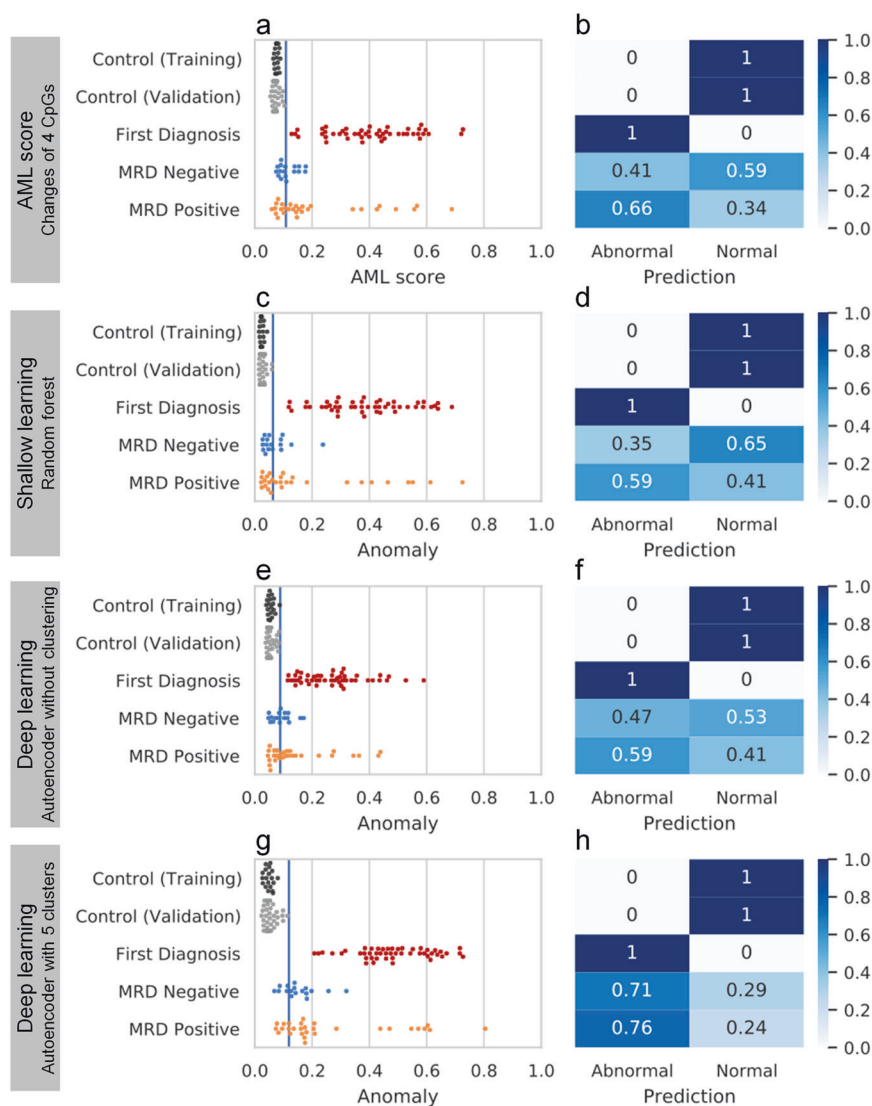 AML score
Changes of 4 CpGs
a
Control (Training)
Control (Validation)
First Diagnosis
MRD Negative
MRD Positive
0.0 0.2 0.4 0.6 0.8 1.0
AML score
b
0 1
0 1
1 0
0.41 0.59
0.66 0.34
Abnormal Normal
Prediction
1.0
0.8
0.6
0.4
0.2
0.0
Shallow learning
Random forest
c
Control (Training)
Control (Validation)
First Diagnosis
MRD Negative
MRD Positive
0.0 0.2 0.4 0.6 0.8 1.0
Anomaly
d
0 1
0 1
1 0
0.35 0.65
0.59 0.41
Abnormal Normal
Prediction
1.0
0.8
0.6
0.4
0.2
0.0
Deep learning
Autoencoder without clustering
e
Control (Training)
Control (Validation)
First Diagnosis
MRD Negative
MRD Positive
0.0 0.2 0.4 0.6 0.8 1.0
Anomaly
f
0 1
0 1
1 0
0.47 0.53
0.59 0.41
Abnormal Normal
Prediction
1.0
0.8
0.6
0.4
0.2
0.0
Deep learning
Autoencoder with 5 clusters
g
Control (Training)
Control (Validation)
First Diagnosis
MRD Negative
MRD Positive
0.0 0.2 0.4 0.6 0.8 1.0
Anomaly
h
0 1
0 1
1 0
0.71 0.29
0.76 0.24
Abnormal Normal
Prediction
1.0
0.8
0.6
0.4
0.2
0.0